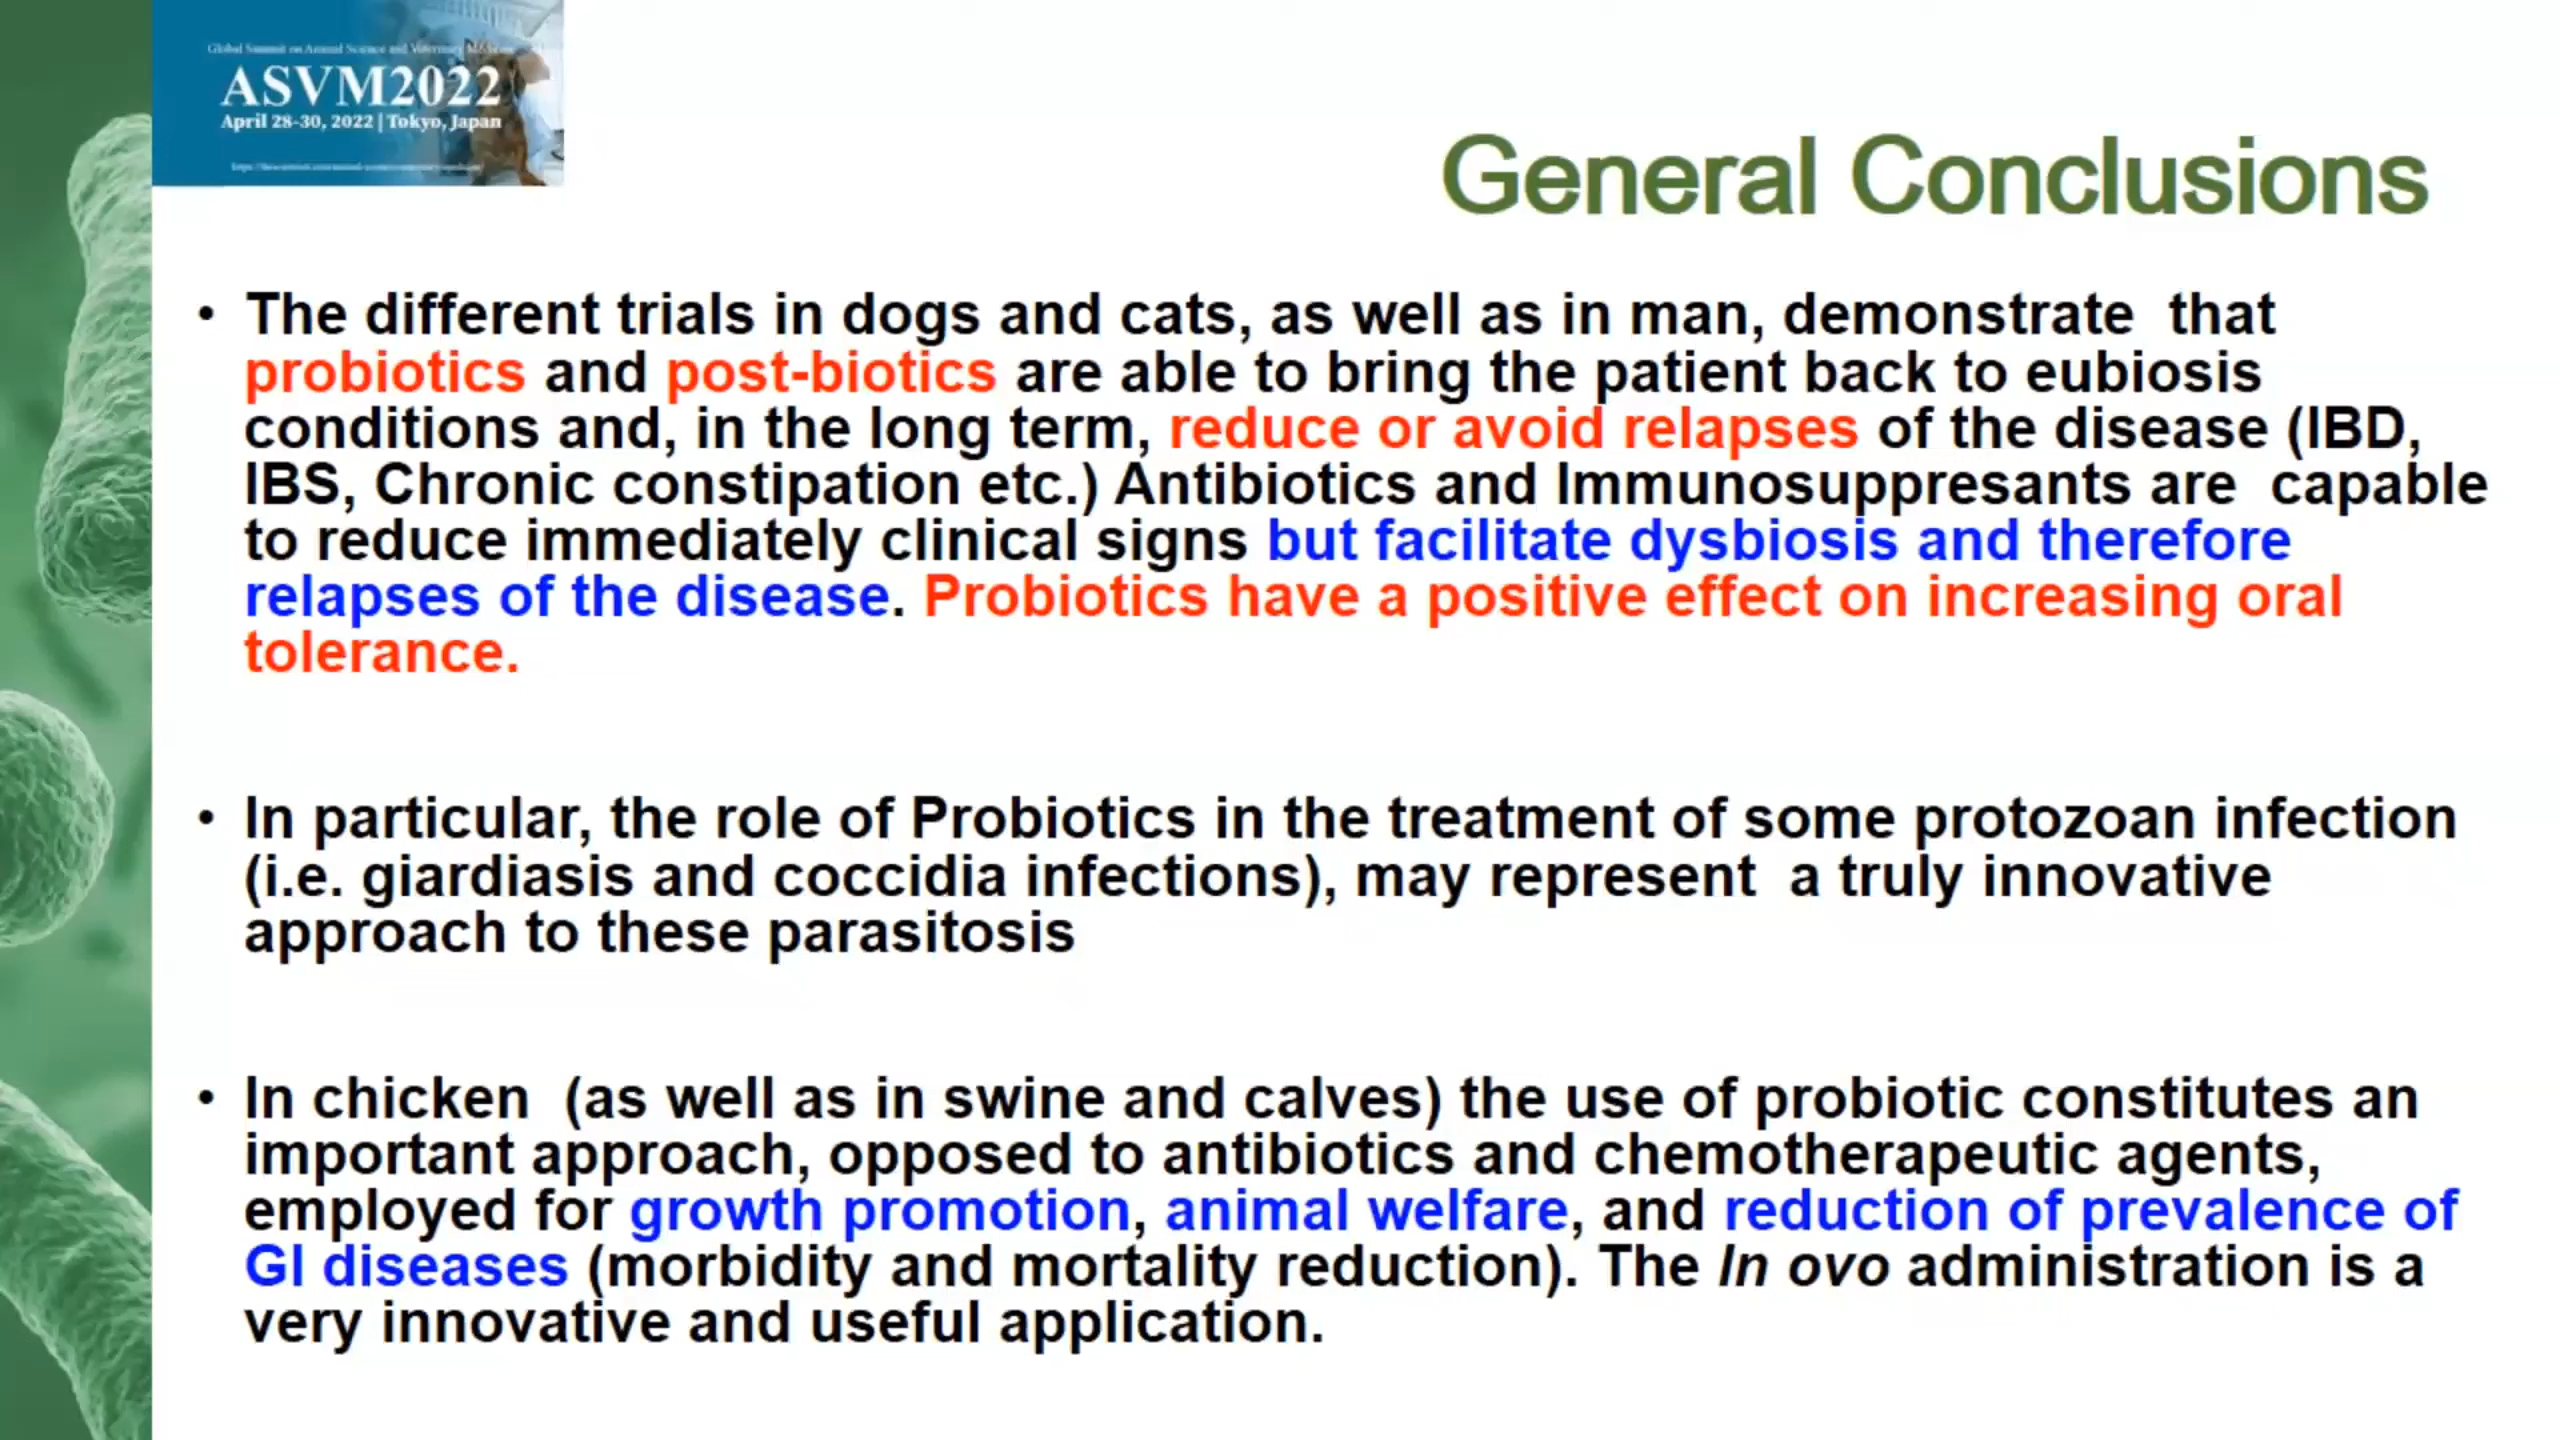 Global Summit on Animal Science and Veterinary Medicine
ASVM2022
April 28-30, 2022 | Tokyo, Japan
General Conclusions
• The different trials in dogs and cats, as well as in man, demonstrate that
probiotics and post-biotics are able to bring the patient back to eubiosis
conditions and, in the long term, reduce or avoid relapses of the disease (IBD,
IBS, Chronic constipation etc.) Antibiotics and Immunosuppresants are capable
to reduce immediately clinical signs but facilitate dysbiosis and therefore
relapses of the disease. Probiotics have a positive effect on increasing oral
tolerance.
• In particular, the role of Probiotics in the treatment of some protozoan infection
(i.e. giardiasis and coccidia infections), may represent a truly innovative
approach to these parasitosis
• In chicken (as well as in swine and calves) the use of probiotic constitutes an
important approach, opposed to antibiotics and chemotherapeutic agents,
employed for growth promotion, animal welfare, and reduction of prevalence of
GI diseases (morbidity and mortality reduction). The In ovo administration is a
very innovative and useful application.